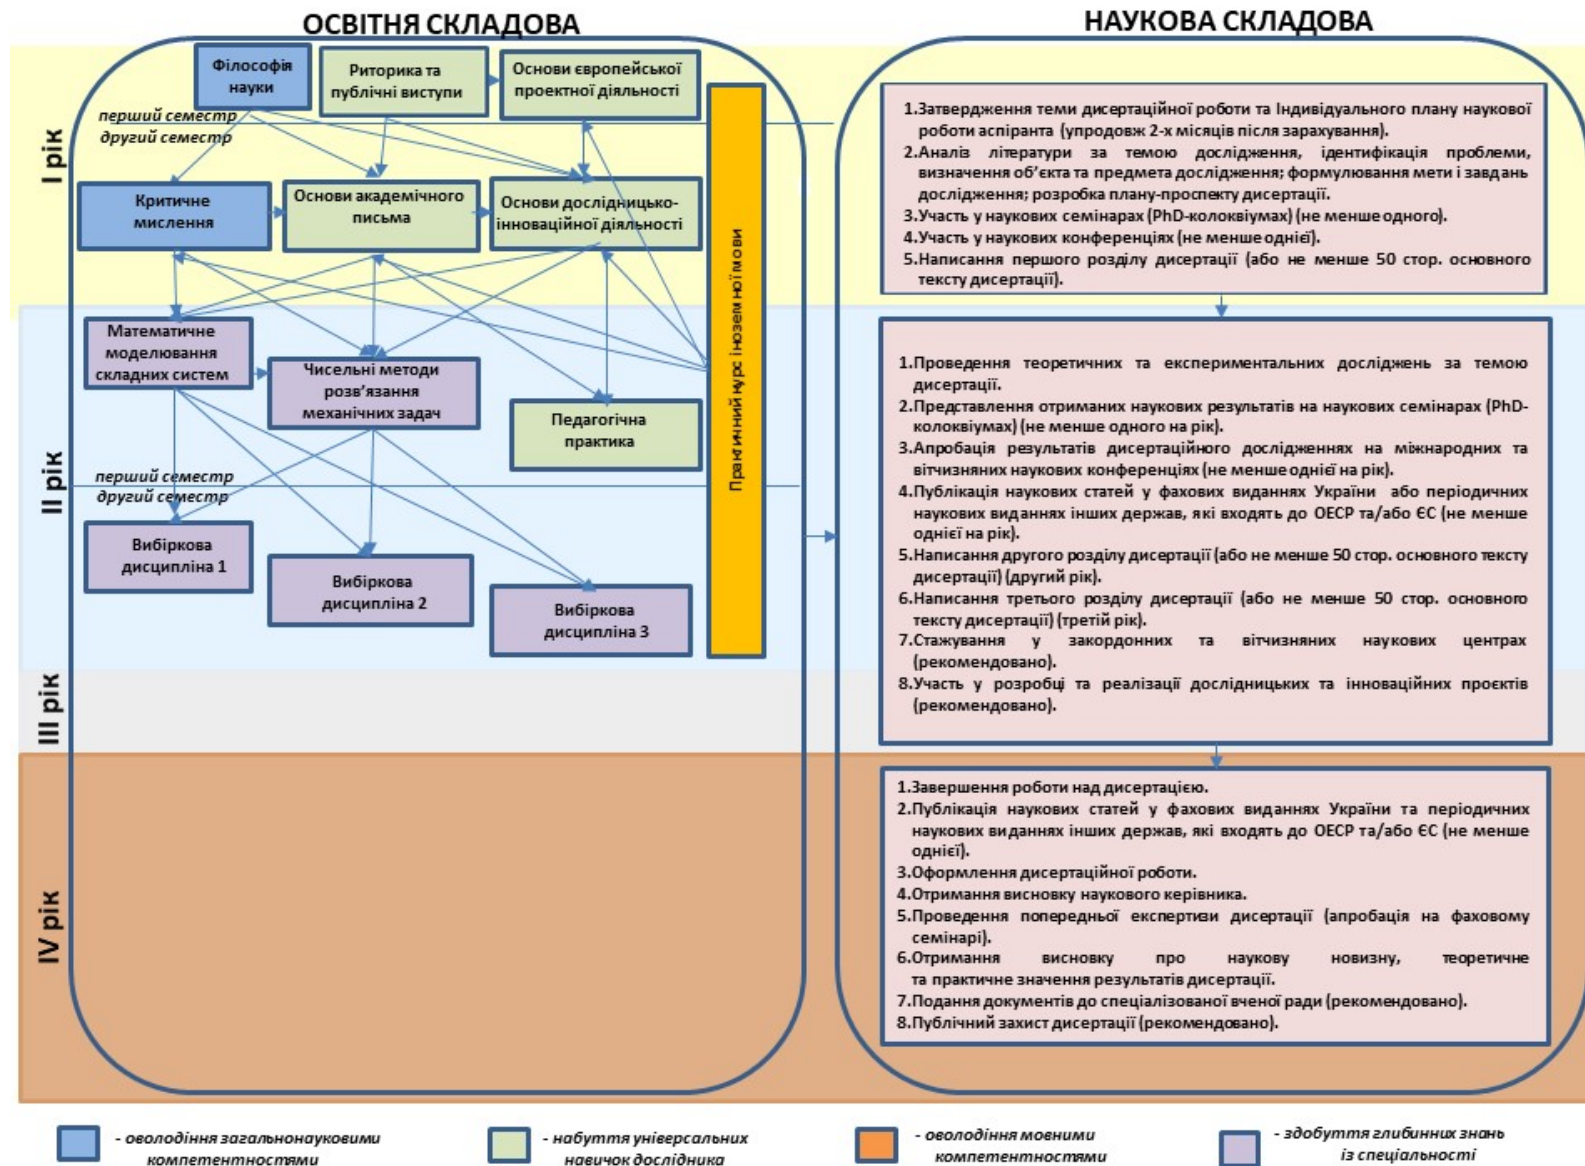 ОСВІТНЯ СКЛАДОВА
НАУКОВА СКЛАДОВА
I рік
II рік
III рік
IV рік
Філософія
науки
Риторика та
публічні виступи
Основи європейської
проектної діяльності
перший семестр
другий семестр
Критичне
мислення
Основи академічного
письма
Основи дослідницько-
інноваційної діяльності
Практичний курс іноземної мови
Математичне
моделювання
складних систем
Чисельні методи
розв’язання
механічних задач
Педагогічна
практика
перший семестр
другий семестр
Вибіркова
дисципліна 1
Вибіркова
дисципліна 2
Вибіркова
дисципліна 3
1.Затвердження теми дисертаційної роботи та Індивідуального плану наукової
роботи аспіранта (упродовж 2-х місяців після зарахування).
2.Аналіз літератури за темою дослідження, ідентифікація проблеми,
визначення об’єкта та предмета дослідження; формулювання мети і завдань
дослідження; розробка плану-проспекту дисертації.
3.Участь у наукових семінарах (PhD-колоквіумах) (не менше одного).
4.Участь у наукових конференціях (не менше однієї).
5.Написання першого розділу дисертації (або не менше 50 стор. основного
тексту дисертації).
1.Проведення теоретичних та експериментальних досліджень за темою
дисертації.
2.Представлення отриманих наукових результатів на наукових семінарах (PhD-
колоквіумах) (не менше одного на рік).
3.Апробація результатів дисертаційного дослідженнях на міжнародних та
вітчизняних наукових конференціях (не менше однієї на рік).
4.Публікація наукових статей у фахових виданнях України або періодичних
наукових виданнях інших держав, які входять до ОЕСР та/або ЄС (не менше
однієї на рік).
5.Написання другого розділу дисертації (або не менше 50 стор. основного тексту
дисертації) (другий рік).
6.Написання третього розділу дисертації (або не менше 50 стор. основного
тексту дисертації) (третій рік).
7.Стажування у закордонних та вітчизняних наукових центрах
(рекомендовано).
8.Участь у розробці та реалізації дослідницьких та інноваційних проєктів
(рекомендовано).
1.Завершення роботи над дисертацією.
2.Публікація наукових статей у фахових виданнях України та періодичних
наукових виданнях інших держав, які входять до ОЕСР та/або ЄС (не менше
однієї).
3.Оформлення дисертаційної роботи.
4.Отримання висновку наукового керівника.
5.Проведення попередньої експертизи дисертації (апробація на фаховому
семінарі).
6.Отримання висновку про наукову новизну, теоретичне
та практичне значення результатів дисертації.
7.Подання документів до спеціалізованої вченої ради (рекомендовано).
8.Публічний захист дисертації (рекомендовано).
- оволодіння загальнонауковими
компетентностями
- набуття універсальних
навичок дослідника
- оволодіння мовними
компетентностями
- здобуття глибинних знань
із спеціальності